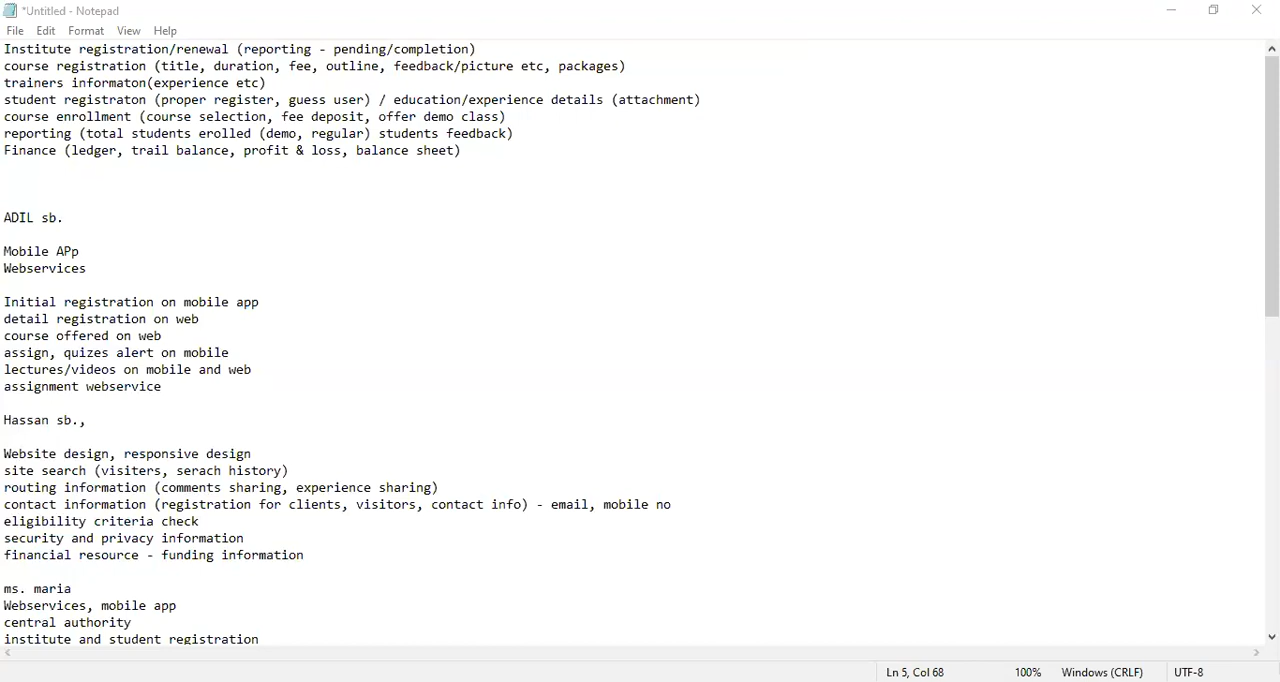 *Untitled - Notepad
File Edit Format View Help
Institute registration/renewal (reporting - pending/completion)
course registration (title, duration, fee, outline, feedback/picture etc, packages)
trainers informaton(experience etc)
student registraton (proper register, guess user) / education/experience details (attachment)
course enrollment (course selection, fee deposit, offer demo class)
reporting (total students erolled (demo, regular) students feedback)
Finance (ledger, trail balance, profit & loss, balance sheet)
ADIL sb.
Mobile APp
Webservices
Initial registration on mobile app
detail registration on web
course offered on web
assign, quizes alert on mobile
lectures/videos on mobile and web
assignment webservice
Hassan sb.,
Website design, responsive design
site search (visiters, serach history)
routing information (comments sharing, experience sharing)
contact information (registration for clients, visitors, contact info) - email, mobile no
eligibility criteria check
security and privacy information
financial resource - funding information
ms. maria
Webservices, mobile app
central authority
institute and student registration
Ln 5, Col 68 100% Windows (CRLF) UTF-8